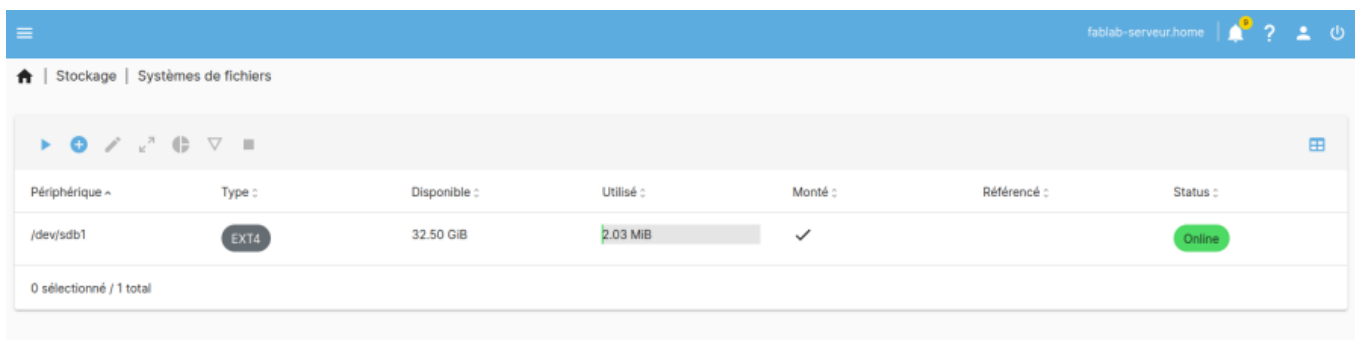 fablab-serveur.home
Stockage | Systèmes de fichiers
Périphérique Type Disponible Utilisé Monté Référencé Status
/dev/sdb1 EXT4 32.50 GiB 2.03 MiB Online
0 sélectionné / 1 total